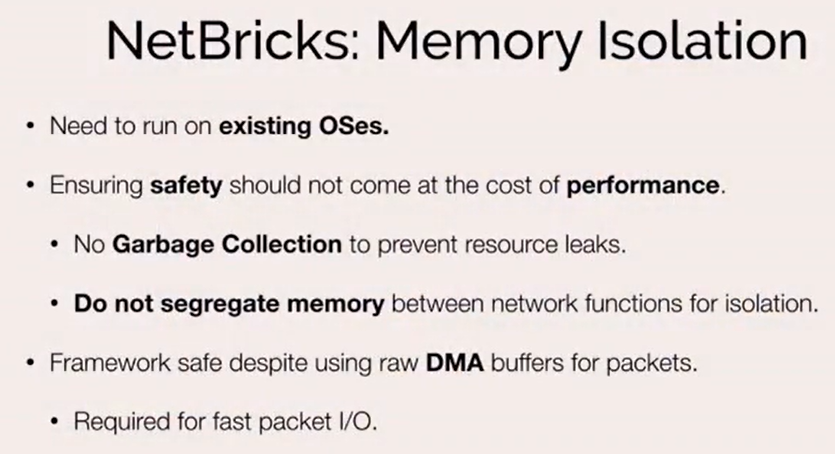 NetBricks: Memory Isolation
• Need to run on existing OSes.
• Ensuring safety should not come at the cost of performance.
• No Garbage Collection to prevent resource leaks.
• Do not segregate memory between network functions for isolation.
• Framework safe despite using raw DMA buffers for packets.
• Required for fast packet I/O.